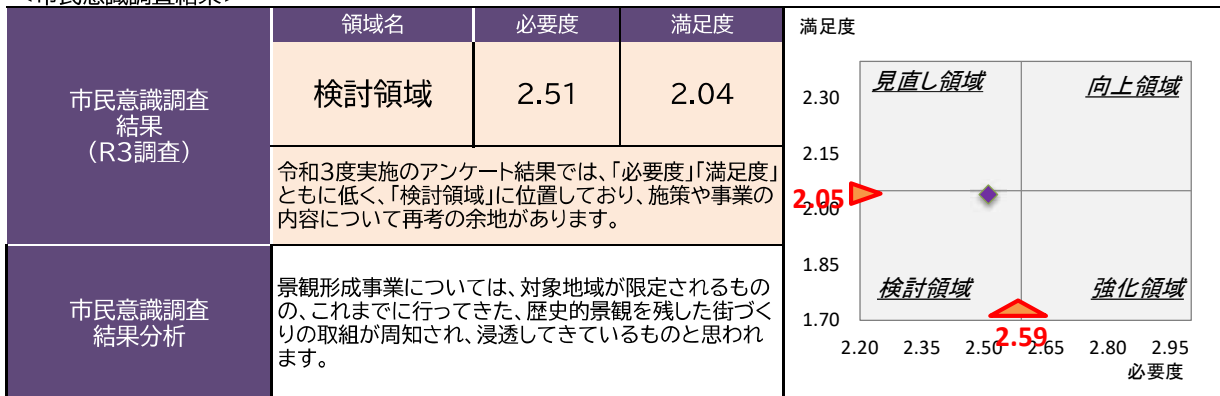 <市民意識調査結果>
領域名 必要度 満足度
市民意識調査
結果
(R3調査)
検討領域 2.51 2.04
令和3度実施のアンケート結果では、「必要度」「満足度」
ともに低く、「検討領域」に位置しており、施策や事業の
内容について再考の余地があります。
市民意識調査
結果分析
景観形成事業については、対象地域が限定されるもの
の、これまでに行ってきた、歴史的景観を残した街づく
りの取組が周知され、浸透してきているものと思われ
ます。
満足度
見直し領域 向上領域
2.30
2.15
2.05
2.00
1.85
検討領域 強化領域
1.70
2.59
2.20 2.35 2.50 2.65 2.80 2.95
必要度